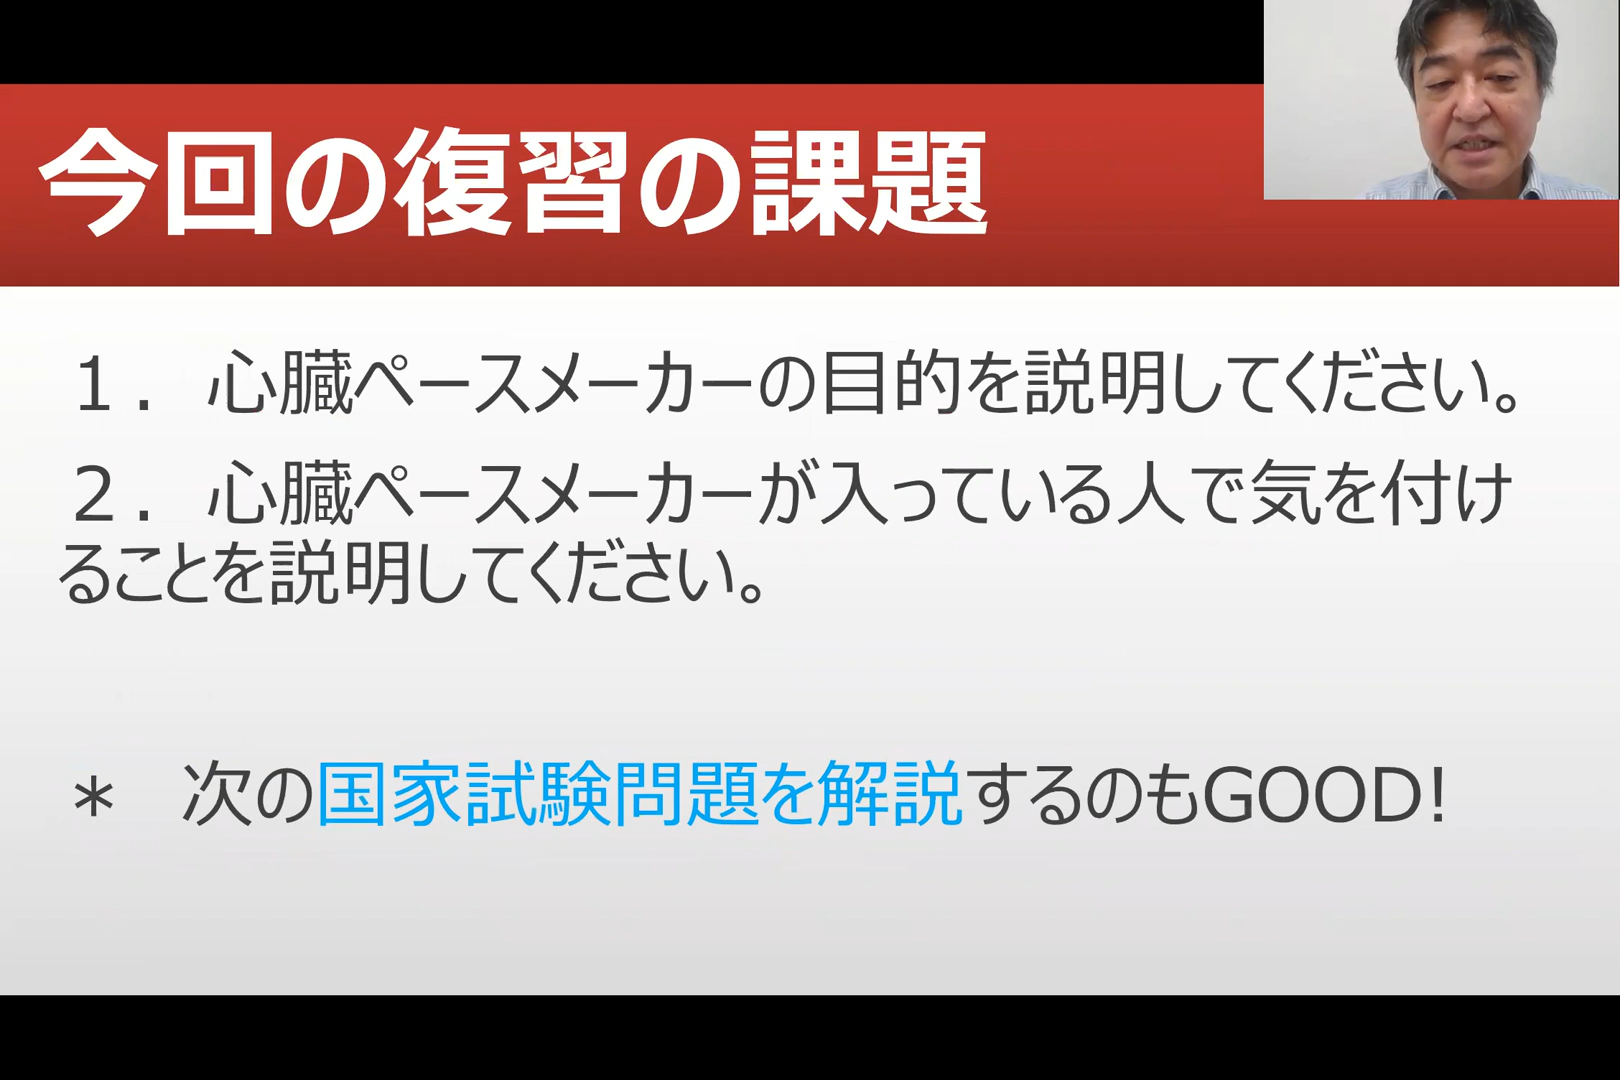 今回の復習の課題
１． 心臓ペースメーカーの目的を説明してください。
２． 心臓ペースメーカーが入っている人で気を付け
ることを説明してください。
＊　次の国家試験問題を解説するのもGOOD！